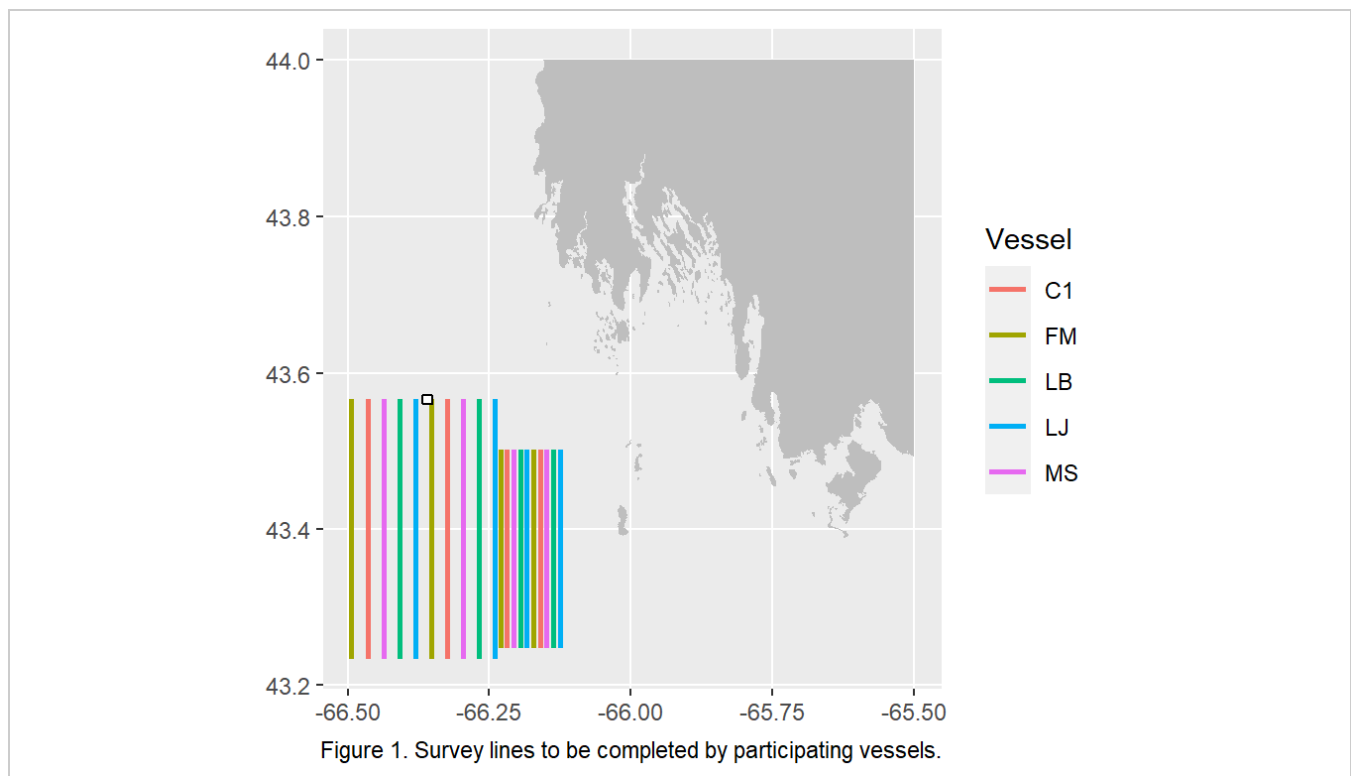 44.0
43.8
43.6
43.4
43.2
-66.50 -66.25 -66.00 -65.75 -65.50
Vessel
C1
FM
LB
LJ
MS
Figure 1. Survey lines to be completed by participating vessels.